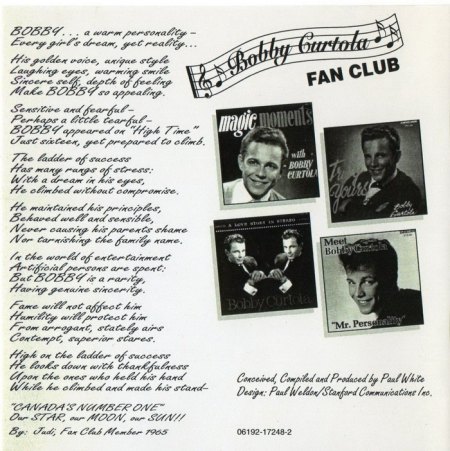 BOBBY... a warm personality–
Every girl's dream, yet reality...
His golden voice, unique style
Laughing eyes, warming smile
Sincere self, depth of feeling
Make BOBBY so appealing.
Sensitive and fearful–
Perhaps a little tearful–
BOBBY appeared on "High Time"
Just sixteen, yet prepared to climb.
The ladder of success
Has many rungs of stress:
With a dream in his eyes,
He climbed without compromise.
He maintained his principles,
Behaved well and sensible,
Never causing his parents shame
Nor tarnishing the family name.
In the world of entertainment
Artificial persons are spent:
But BOBBY is a rarity,
Having genuine sincerity.
Fame will not affect him
Humility will protect him
From arrogant, stately airs
Contempt, superior stares.
High on the ladder of success
He looks down with thankfulness
Upon the ones who held his hand
While he climbed and made his stand–
"CANADA'S NUMBER ONE"
Our STAR, our MOON, our SUN!!
By: Judi, Fan Club Member 1965
Bobby Curtola
FAN CLUB
magic moments
with
BOBBY
CURTOLA
truly
Yours
Bobby
Curtola
A LOVE STORY IN STEREO
Bobby Curtola
Meet
Bobby Curtola
"Mr. Personality"
Conceived, Compiled and Produced by Paul White
Design: Paul Weldon/Stanford Communications Inc.
06192-17248-2